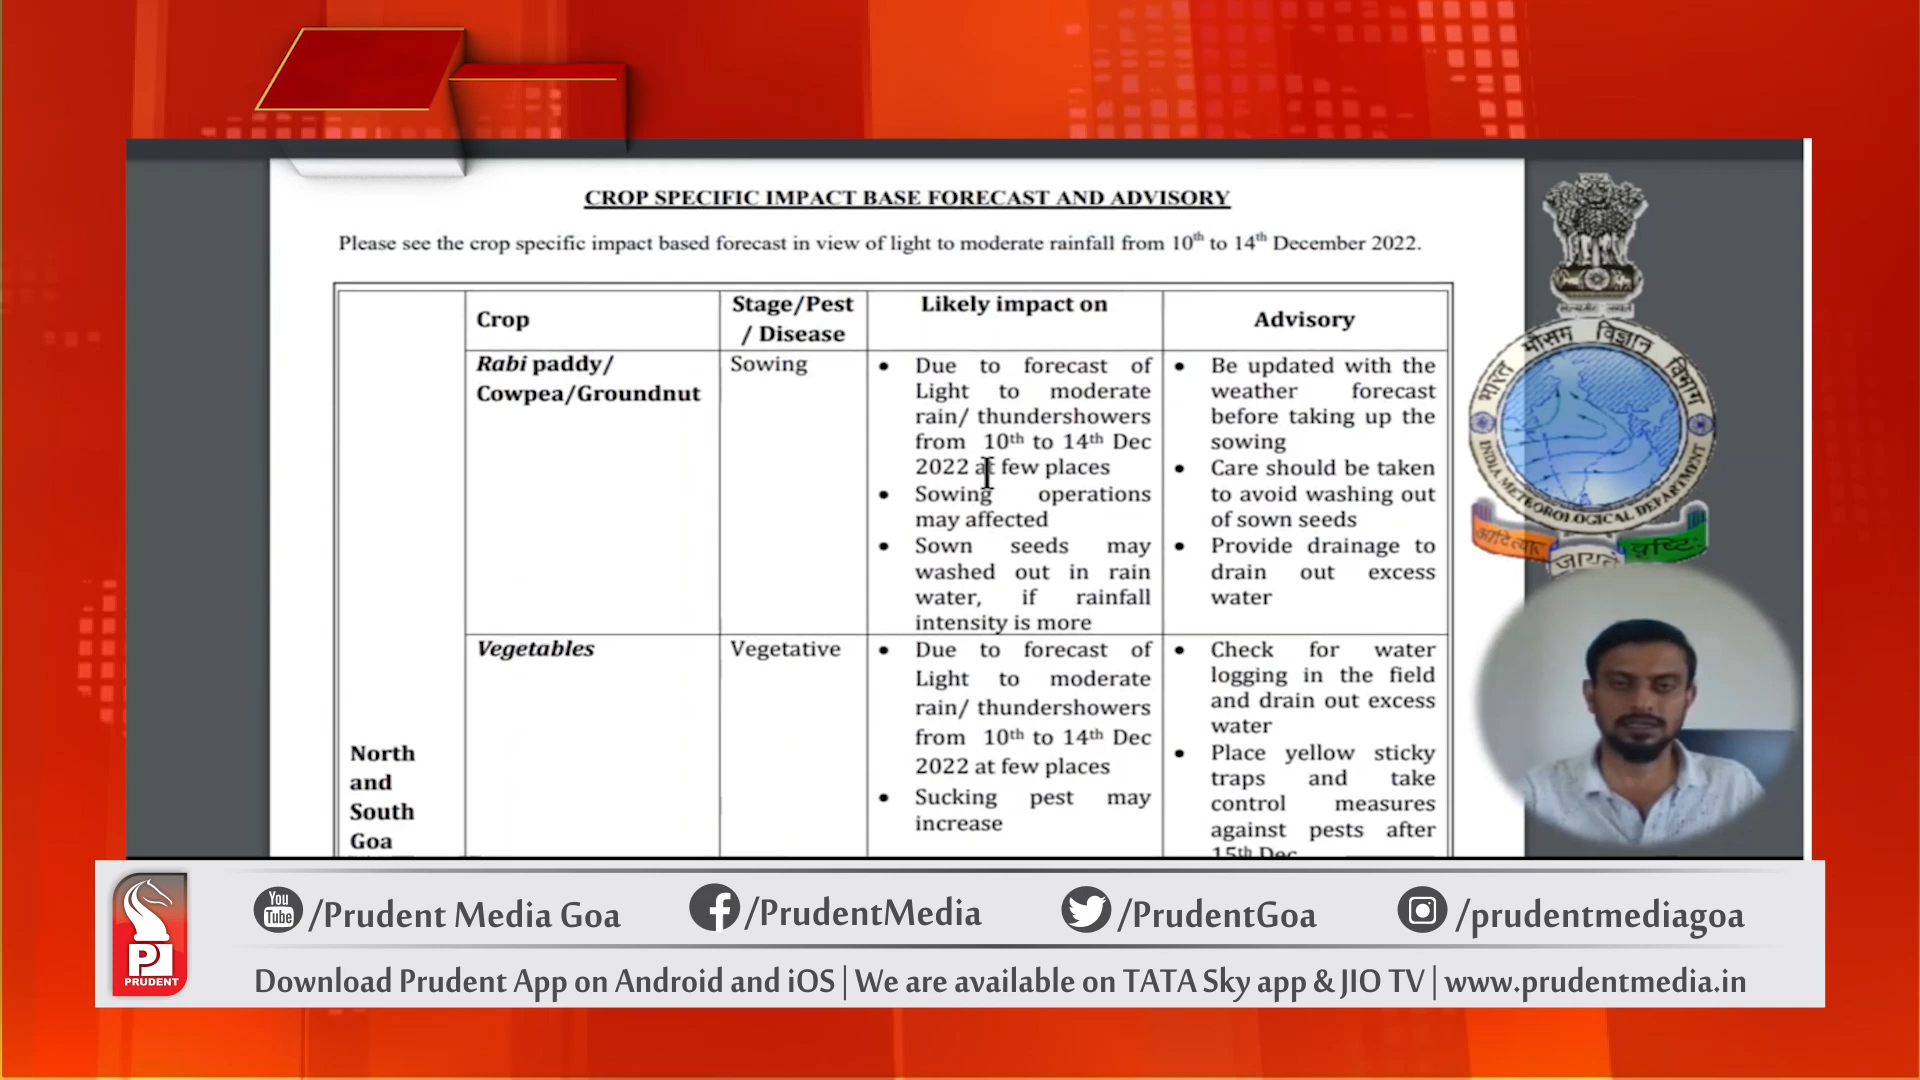 CROP SPECIFIC IMPACT BASE FORECAST AND ADVISORY
Please see the crop specific impact based forecast in view of light to moderate rainfall from 10th to 14th December 2022.
Crop
Stage/Pest
/ Disease
Likely impact on
Advisory
Rabi paddy/
Cowpea/Groundnut
Sowing
• Due to forecast of
Light to moderate
rain/ thundershowers
from 10th to 14th Dec
2022 at few places
• Sowing operations
may affected
• Sown seeds may
washed out in rain
water, if rainfall
intensity is more
• Be updated with the
weather forecast
before taking up the
sowing
• Care should be taken
to avoid washing out
of sown seeds
• Provide drainage to
drain out excess
water
North
and
South
Goa
Vegetables
Vegetative
• Due to forecast of
Light to moderate
rain/ thundershowers
from 10th to 14th Dec
2022 at few places
• Sucking pest may
increase
• Check for water
logging in the field
and drain out excess
water
• Place yellow sticky
traps and take
control measures
against pests after
15th Dec
भारत मौसम विज्ञान विभाग
INDIA METEOROLOGICAL DEPARTMENT
आदित्यात्
जायते
वृष्टिः
You
Tube
/Prudent Media Goa
/PrudentMedia
/PrudentGoa
/prudentmediagoa
PRUDENT
Download Prudent App on Android and iOS | We are available on TATA Sky app & JIO TV | www.prudentmedia.in